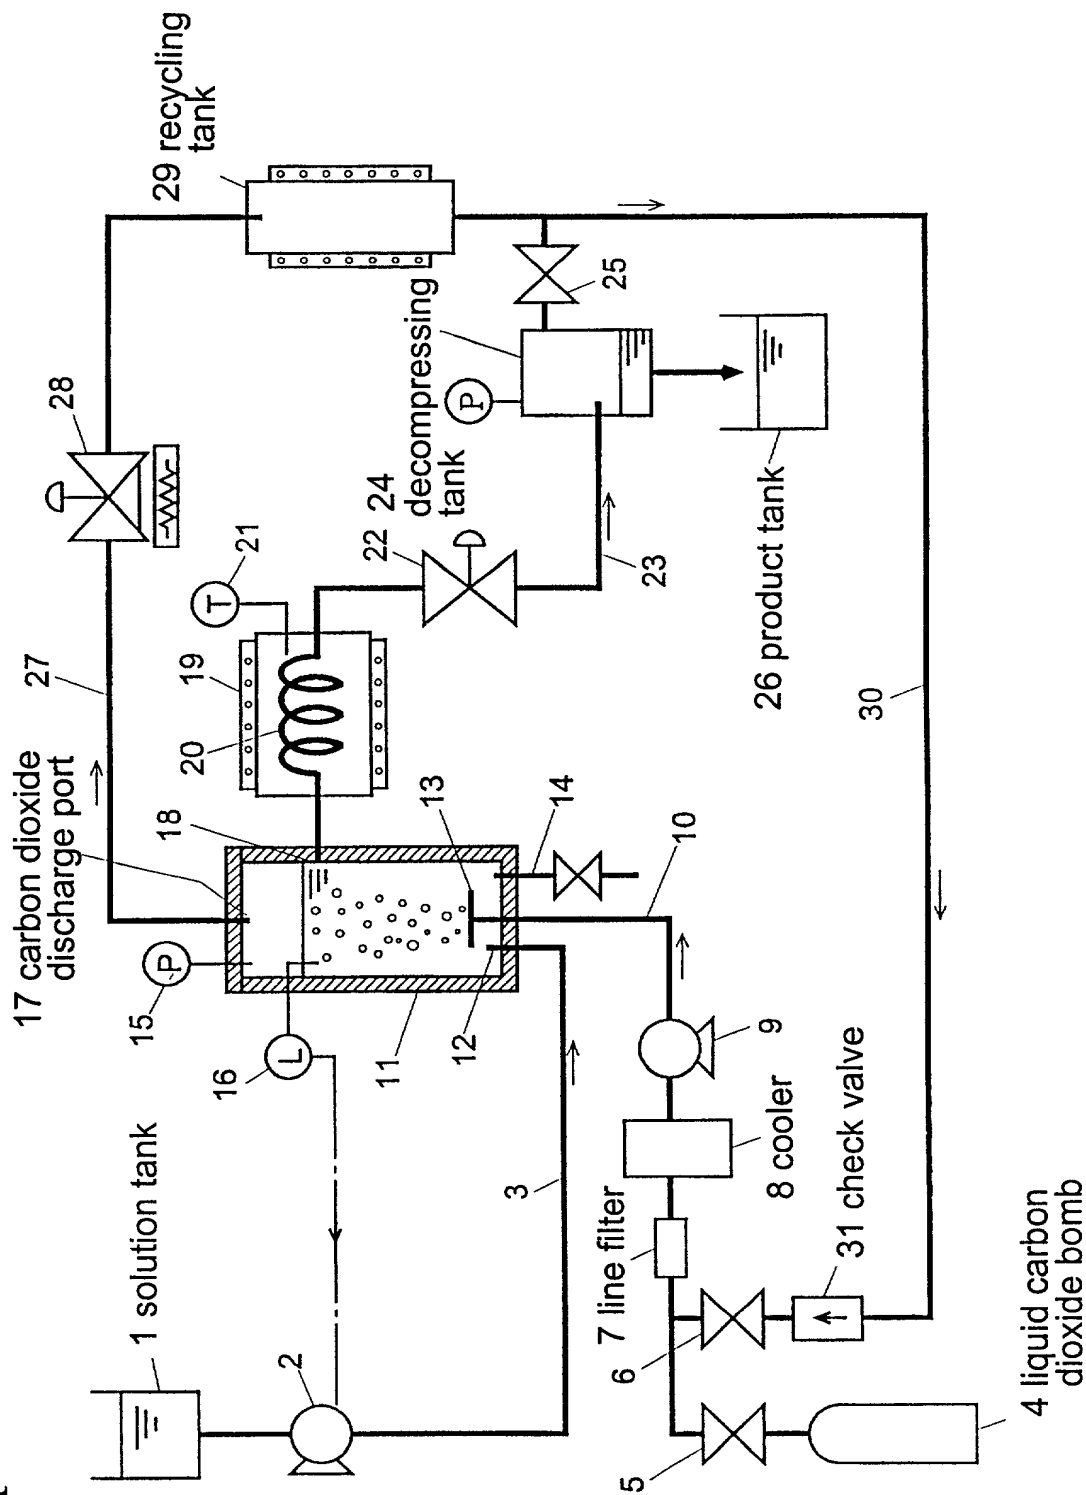 1 solution tank
2
3
4 liquid carbon
dioxide bomb
5
6
7 line filter
8 cooler
9
10
11
12
13
14
15
16
17 carbon dioxide
discharge port
18
19
20
21
22
23
24
decompressing
tank
25
26 product tank
27
28
29 recycling
tank
30
31 check valve
P
L
T
P